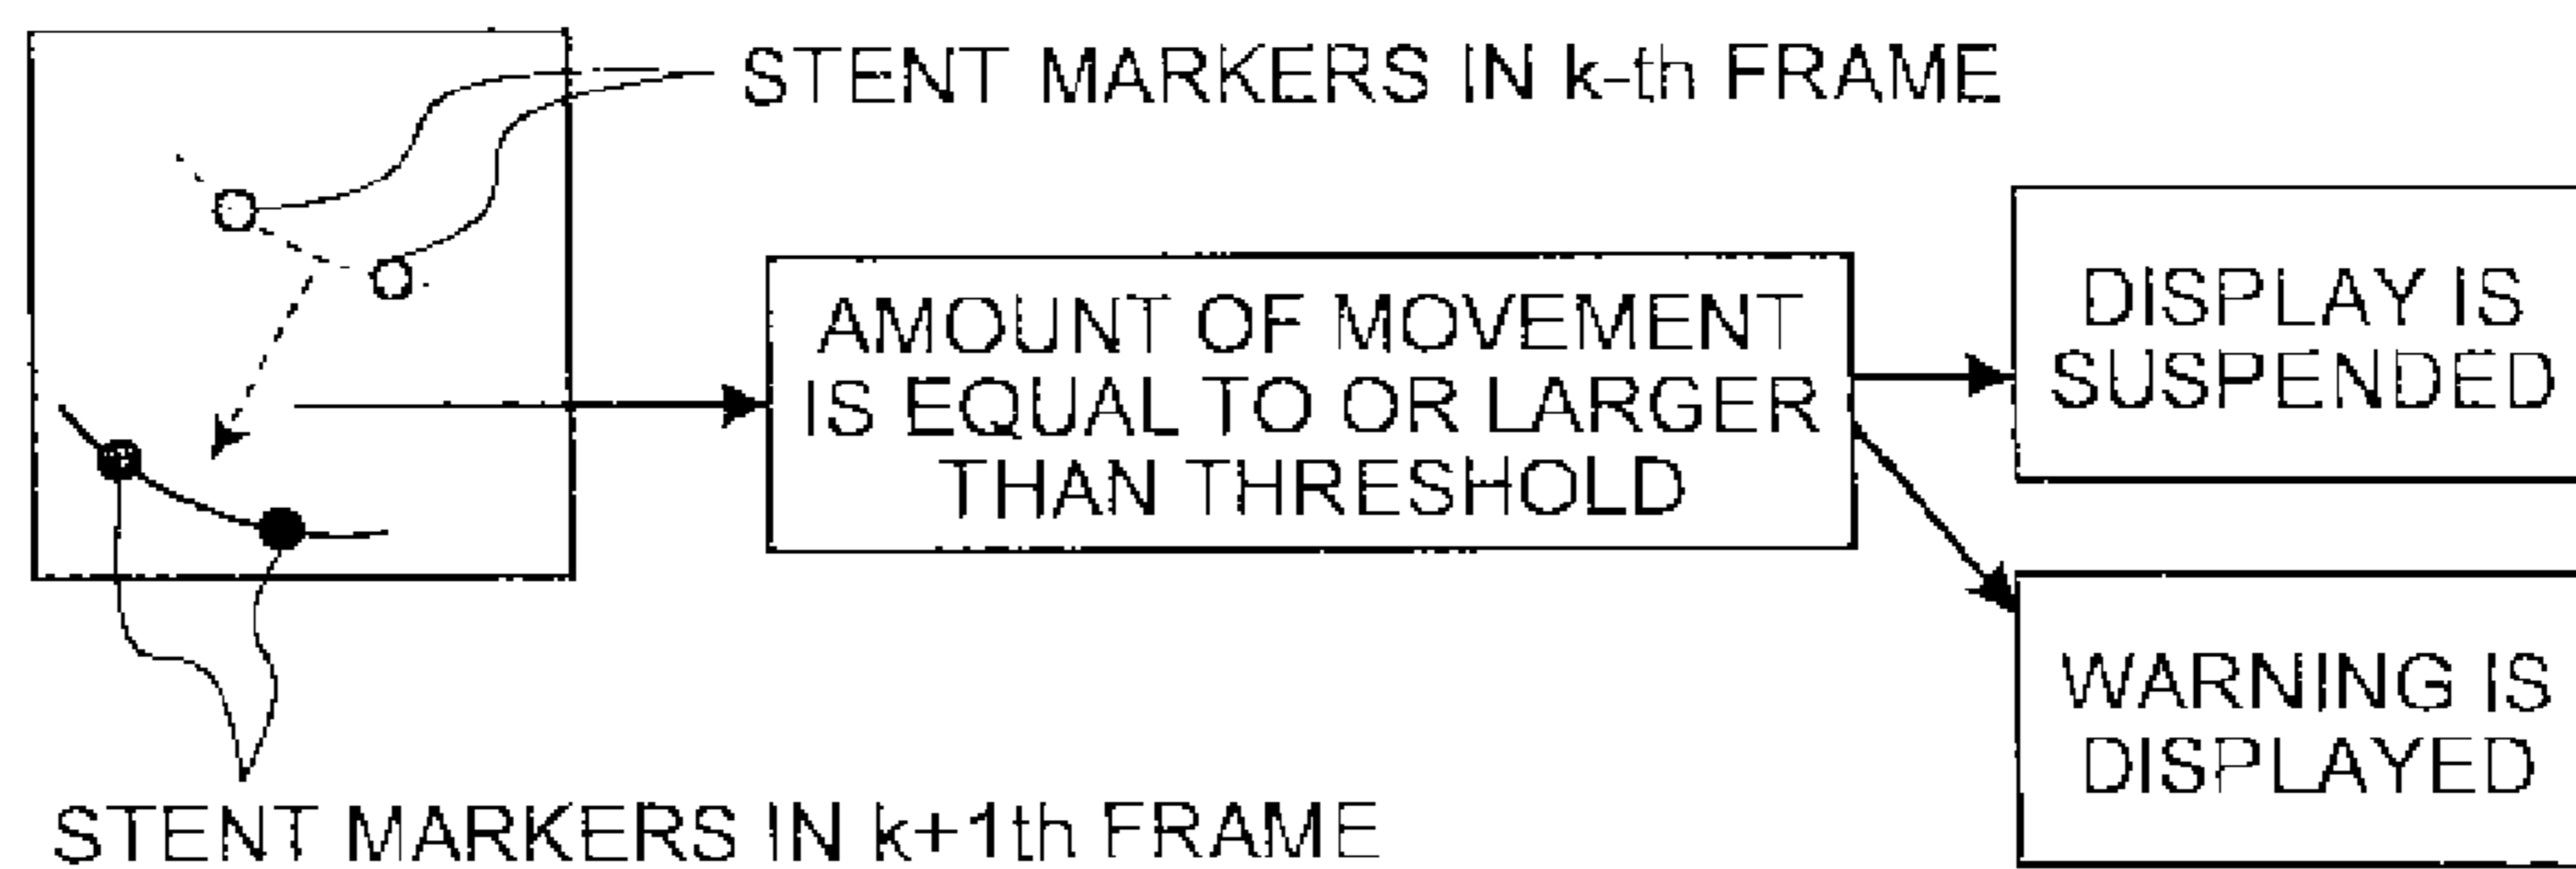 STENT MARKERS IN k-th FRAME
AMOUNT OF MOVEMENT
IS EQUAL TO OR LARGER
THAN THRESHOLD
DISPLAY IS
SUSPENDED
WARNING IS
DISPLAYED
STENT MARKERS IN k+1th FRAME